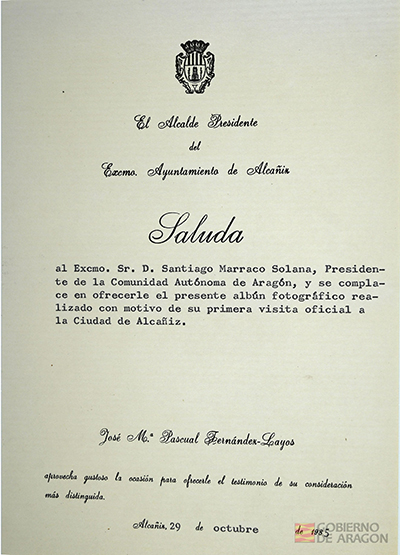 El Alcalde Presidente
del
Excmo. Ayuntamiento de Alcañiz
Saluda
al Excmo. Sr. D. Santiago Marraco Solana, Presiden-
te de la Comunidad Autónoma de Aragón, y se compla-
ce en ofrecerle el presente albún fotográfico rea-
lizado con motivo de su primera visita oficial a
la Ciudad de Alcañiz.
José M.ª Pascual Fernández-Layos
aprovecha gustoso la ocasión para ofrecerle el testimonio de su consideración
más distinguida.
Alcañiz, 29 de octubre de 1985
GOBIERNO
DE ARAGON